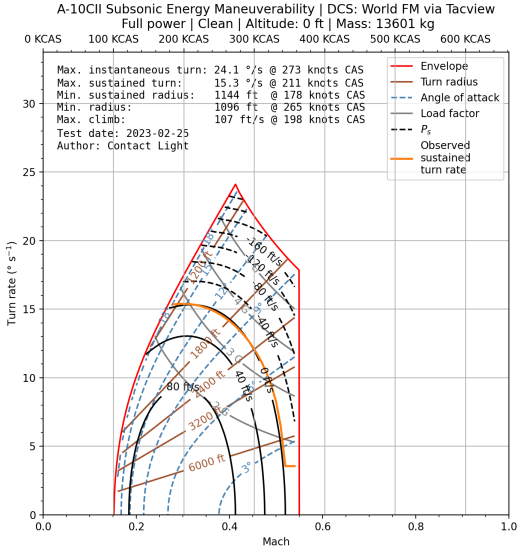 A-10CII Subsonic Energy Maneuverability | DCS: World FM via Tacview
Full power | Clean | Altitude: 0 ft | Mass: 13601 kg
0 KCAS 100 KCAS 200 KCAS 300 KCAS 400 KCAS 500 KCAS 600 KCAS
Max. instantaneous turn: 24.1 °/s @ 273 knots CAS
Max. sustained turn: 15.3 °/s @ 211 knots CAS
Min. sustained radius: 1144 ft @ 178 knots CAS
Min. radius: 1096 ft @ 265 knots CAS
Max. climb: 107 ft/s @ 198 knots CAS
Test date: 2023-02-25
Author: Contact Light
Envelope
Turn radius
Angle of attack
Load factor
Ps
Observed
sustained
turn rate
Turn rate (° s⁻¹)
30
25
20
15
10
5
0
-160 ft/s
-120 ft/s
-80 ft/s
-40 ft/s
0 ft/s
40 ft/s
80 ft/s
1800 ft
2400 ft
3200 ft
6000 ft
3°
0.0 0.2 0.4 0.6 0.8 1.0
Mach